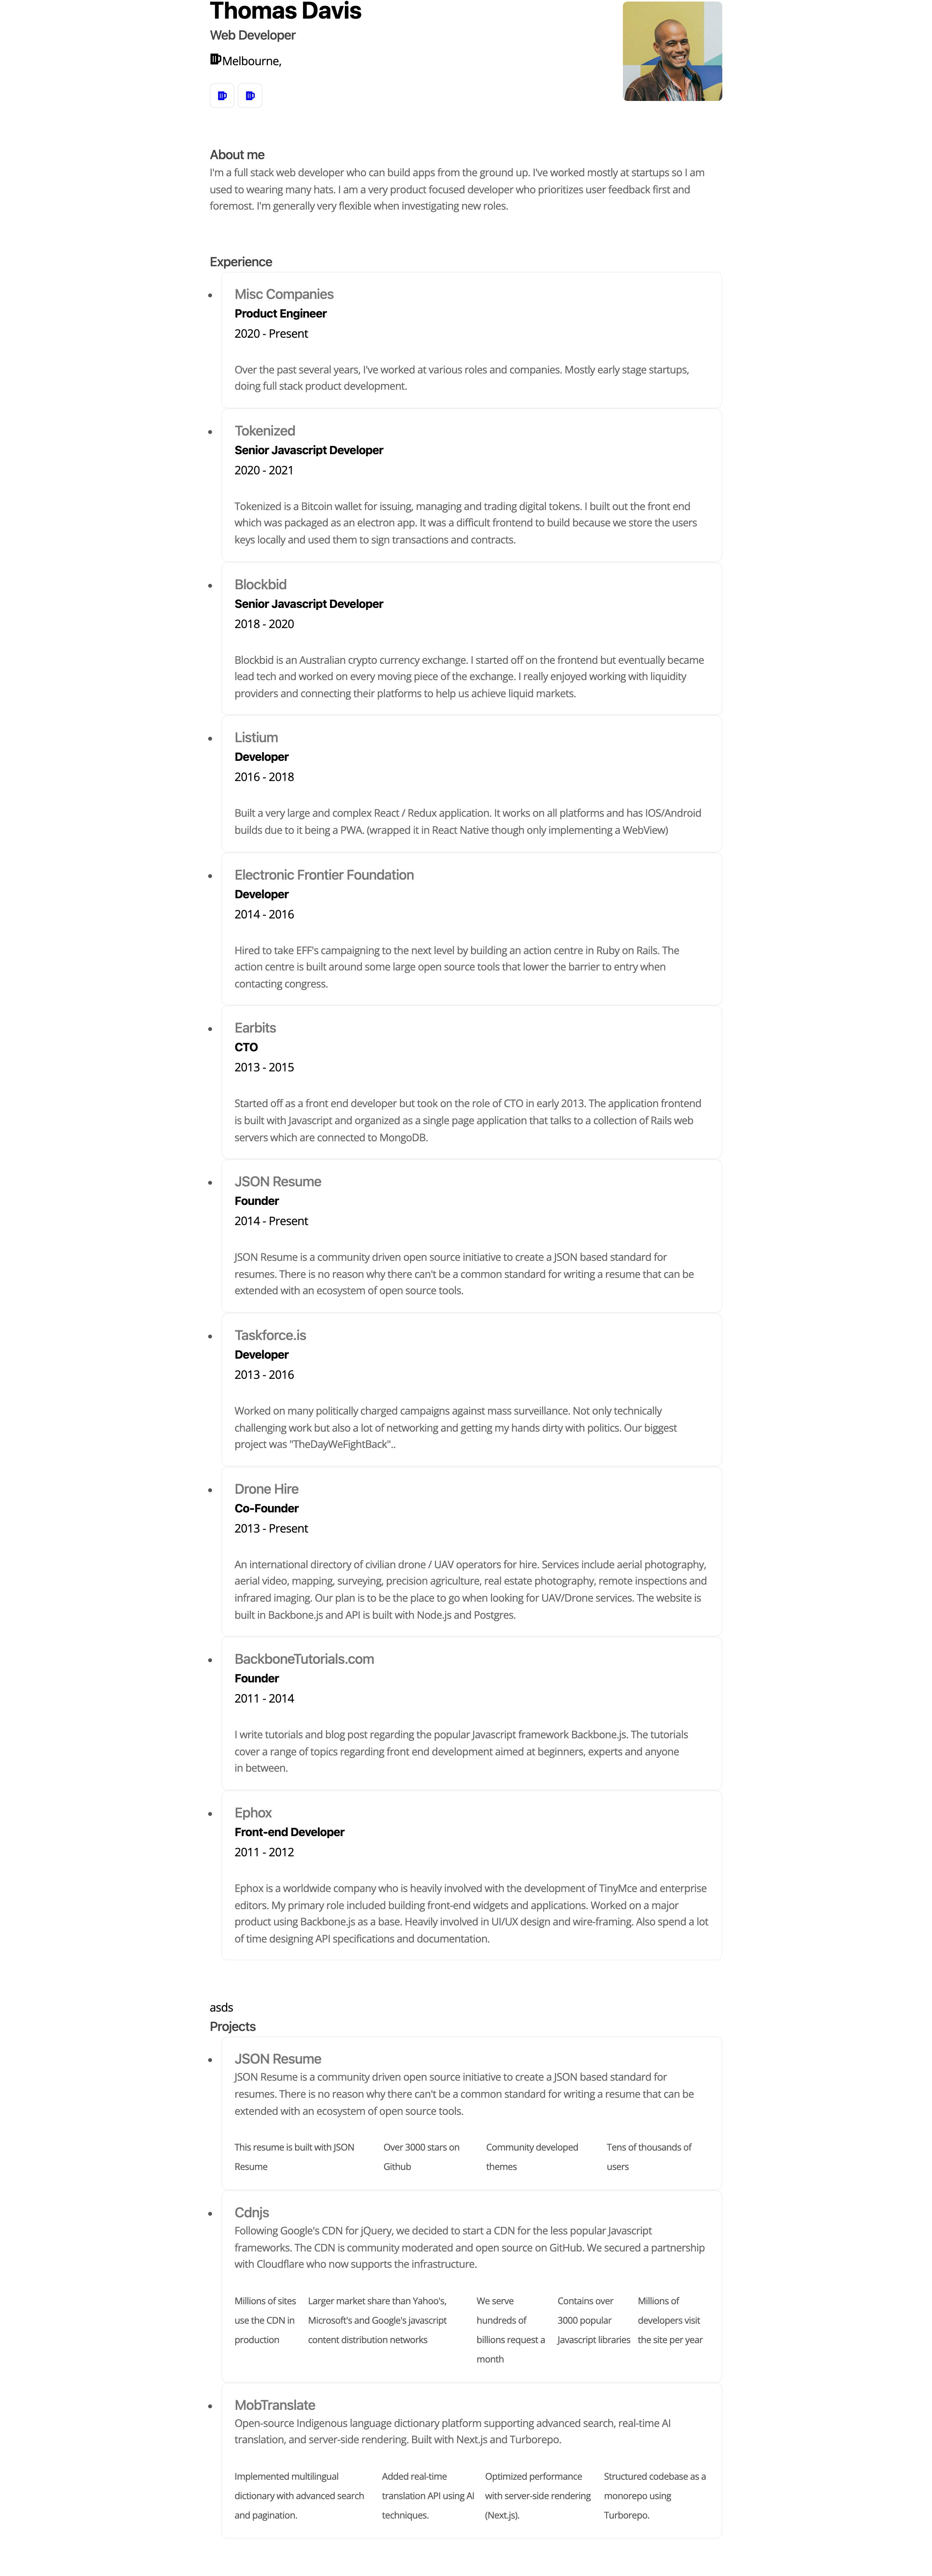 Thomas Davis
Web Developer
Melbourne,
About me
I'm a full stack web developer who can build apps from the ground up. I've worked mostly at startups so I am
used to wearing many hats. I am a very product focused developer who prioritizes user feedback first and
foremost. I'm generally very flexible when investigating new roles.
Experience
Misc Companies
Product Engineer
2020 - Present
Over the past several years, I've worked at various roles and companies. Mostly early stage startups,
doing full stack product development.
Tokenized
Senior Javascript Developer
2020 - 2021
Tokenized is a Bitcoin wallet for issuing, managing and trading digital tokens. I built out the front end
which was packaged as an electron app. It was a difficult frontend to build because we store the users
keys locally and used them to sign transactions and contracts.
Blockbid
Senior Javascript Developer
2018 - 2020
Blockbid is an Australian crypto currency exchange. I started off on the frontend but eventually became
lead tech and worked on every moving piece of the exchange. I really enjoyed working with liquidity
providers and connecting their platforms to help us achieve liquid markets.
Listium
Developer
2016 - 2018
Built a very large and complex React / Redux application. It works on all platforms and has IOS/Android
builds due to it being a PWA. (wrapped it in React Native though only implementing a WebView)
Electronic Frontier Foundation
Developer
2014 - 2016
Hired to take EFF's campaigning to the next level by building an action centre in Ruby on Rails. The
action centre is built around some large open source tools that lower the barrier to entry when
contacting congress.
Earbits
CTO
2013 - 2015
Started off as a front end developer but took on the role of CTO in early 2013. The application frontend
is built with Javascript and organized as a single page application that talks to a collection of Rails web
servers which are connected to MongoDB.
JSON Resume
Founder
2014 - Present
JSON Resume is a community driven open source initiative to create a JSON based standard for
resumes. There is no reason why there can't be a common standard for writing a resume that can be
extended with an ecosystem of open source tools.
Taskforce.is
Developer
2013 - 2016
Worked on many politically charged campaigns against mass surveillance. Not only technically
challenging work but also a lot of networking and getting my hands dirty with politics. Our biggest
project was "TheDayWeFightBack"..
Drone Hire
Co-Founder
2013 - Present
An international directory of civilian drone / UAV operators for hire. Services include aerial photography,
aerial video, mapping, surveying, precision agriculture, real estate photography, remote inspections and
infrared imaging. Our plan is to be the place to go when looking for UAV/Drone services. The website is
built in Backbone.js and API is built with Node.js and Postgres.
BackboneTutorials.com
Founder
2011 - 2014
I write tutorials and blog post regarding the popular Javascript framework Backbone.js. The tutorials
cover a range of topics regarding front end development aimed at beginners, experts and anyone
in between.
Ephox
Front-end Developer
2011 - 2012
Ephox is a worldwide company who is heavily involved with the development of TinyMce and enterprise
editors. My primary role included building front-end widgets and applications. Worked on a major
product using Backbone.js as a base. Heavily involved in UI/UX design and wire-framing. Also spend a lot
of time designing API specifications and documentation.
asds
Projects
JSON Resume
JSON Resume is a community driven open source initiative to create a JSON based standard for
resumes. There is no reason why there can't be a common standard for writing a resume that can be
extended with an ecosystem of open source tools.
This resume is built with JSON
Resume
Over 3000 stars on
Github
Community developed
themes
Tens of thousands of
users
Cdnjs
Following Google's CDN for jQuery, we decided to start a CDN for the less popular Javascript
frameworks. The CDN is community moderated and open source on GitHub. We secured a partnership
with Cloudflare who now supports the infrastructure.
Millions of sites
use the CDN in
production
Larger market share than Yahoo's,
Microsoft's and Google's javascript
content distribution networks
We serve
hundreds of
billions request a
month
Contains over
3000 popular
Javascript libraries
Millions of
developers visit
the site per year
MobTranslate
Open-source Indigenous language dictionary platform supporting advanced search, real-time AI
translation, and server-side rendering. Built with Next.js and Turborepo.
Implemented multilingual
dictionary with advanced search
and pagination.
Added real-time
translation API using AI
techniques.
Optimized performance
with server-side rendering
(Next.js).
Structured codebase as a
monorepo using
Turborepo.